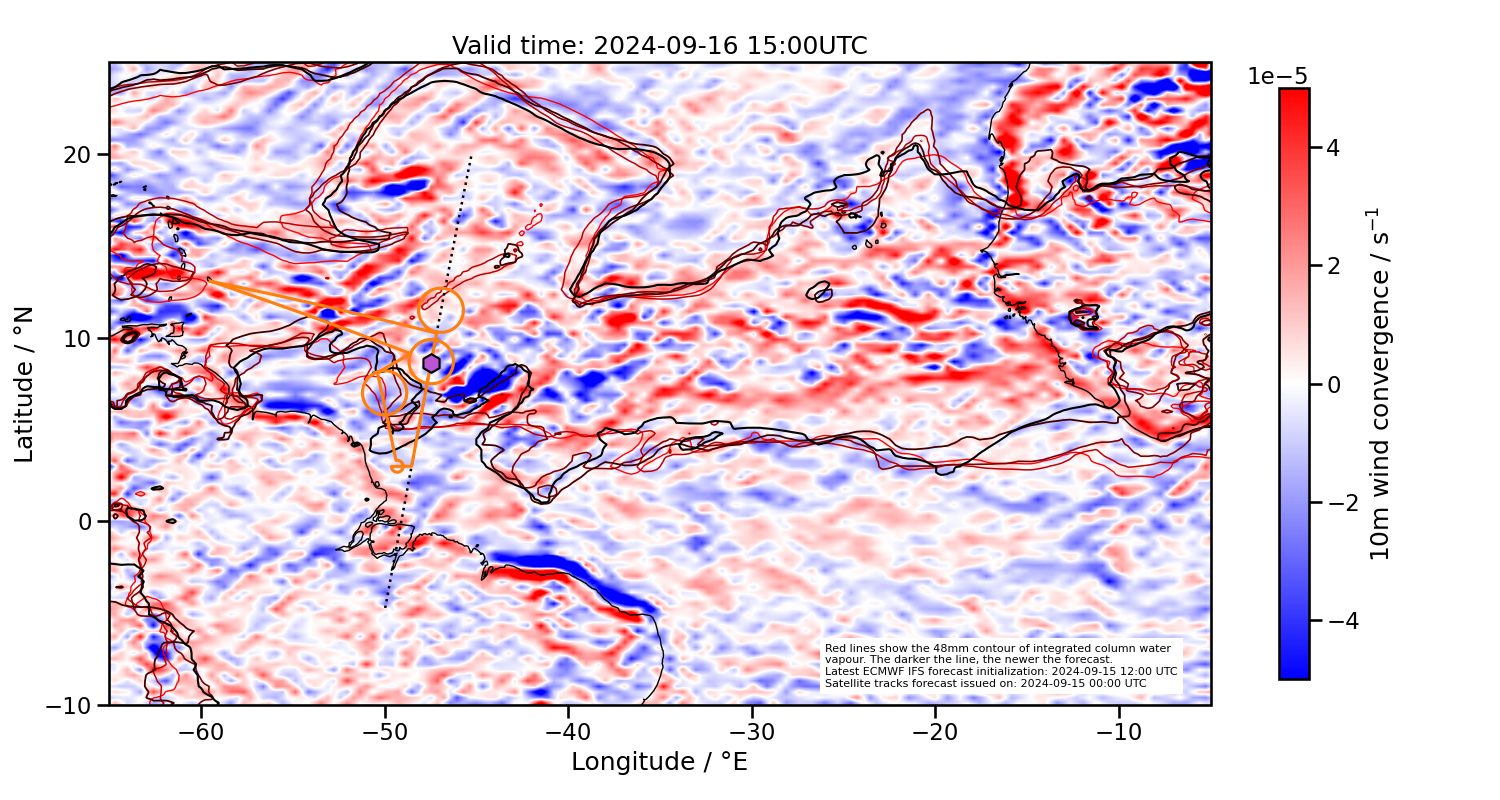 Valid time: 2024-09-16 15:00UTC
1e−5
20
10
0
−10
Latitude / °N
−60
−50
−40
−30
−20
−10
Longitude / °E
4
2
0
−2
−4
10m wind convergence / s⁻¹
Red lines show the 48mm contour of integrated column water
vapour. The darker the line, the newer the forecast.
Latest ECMWF IFS forecast initialization: 2024-09-15 12:00 UTC
Satellite tracks forecast issued on: 2024-09-15 00:00 UTC